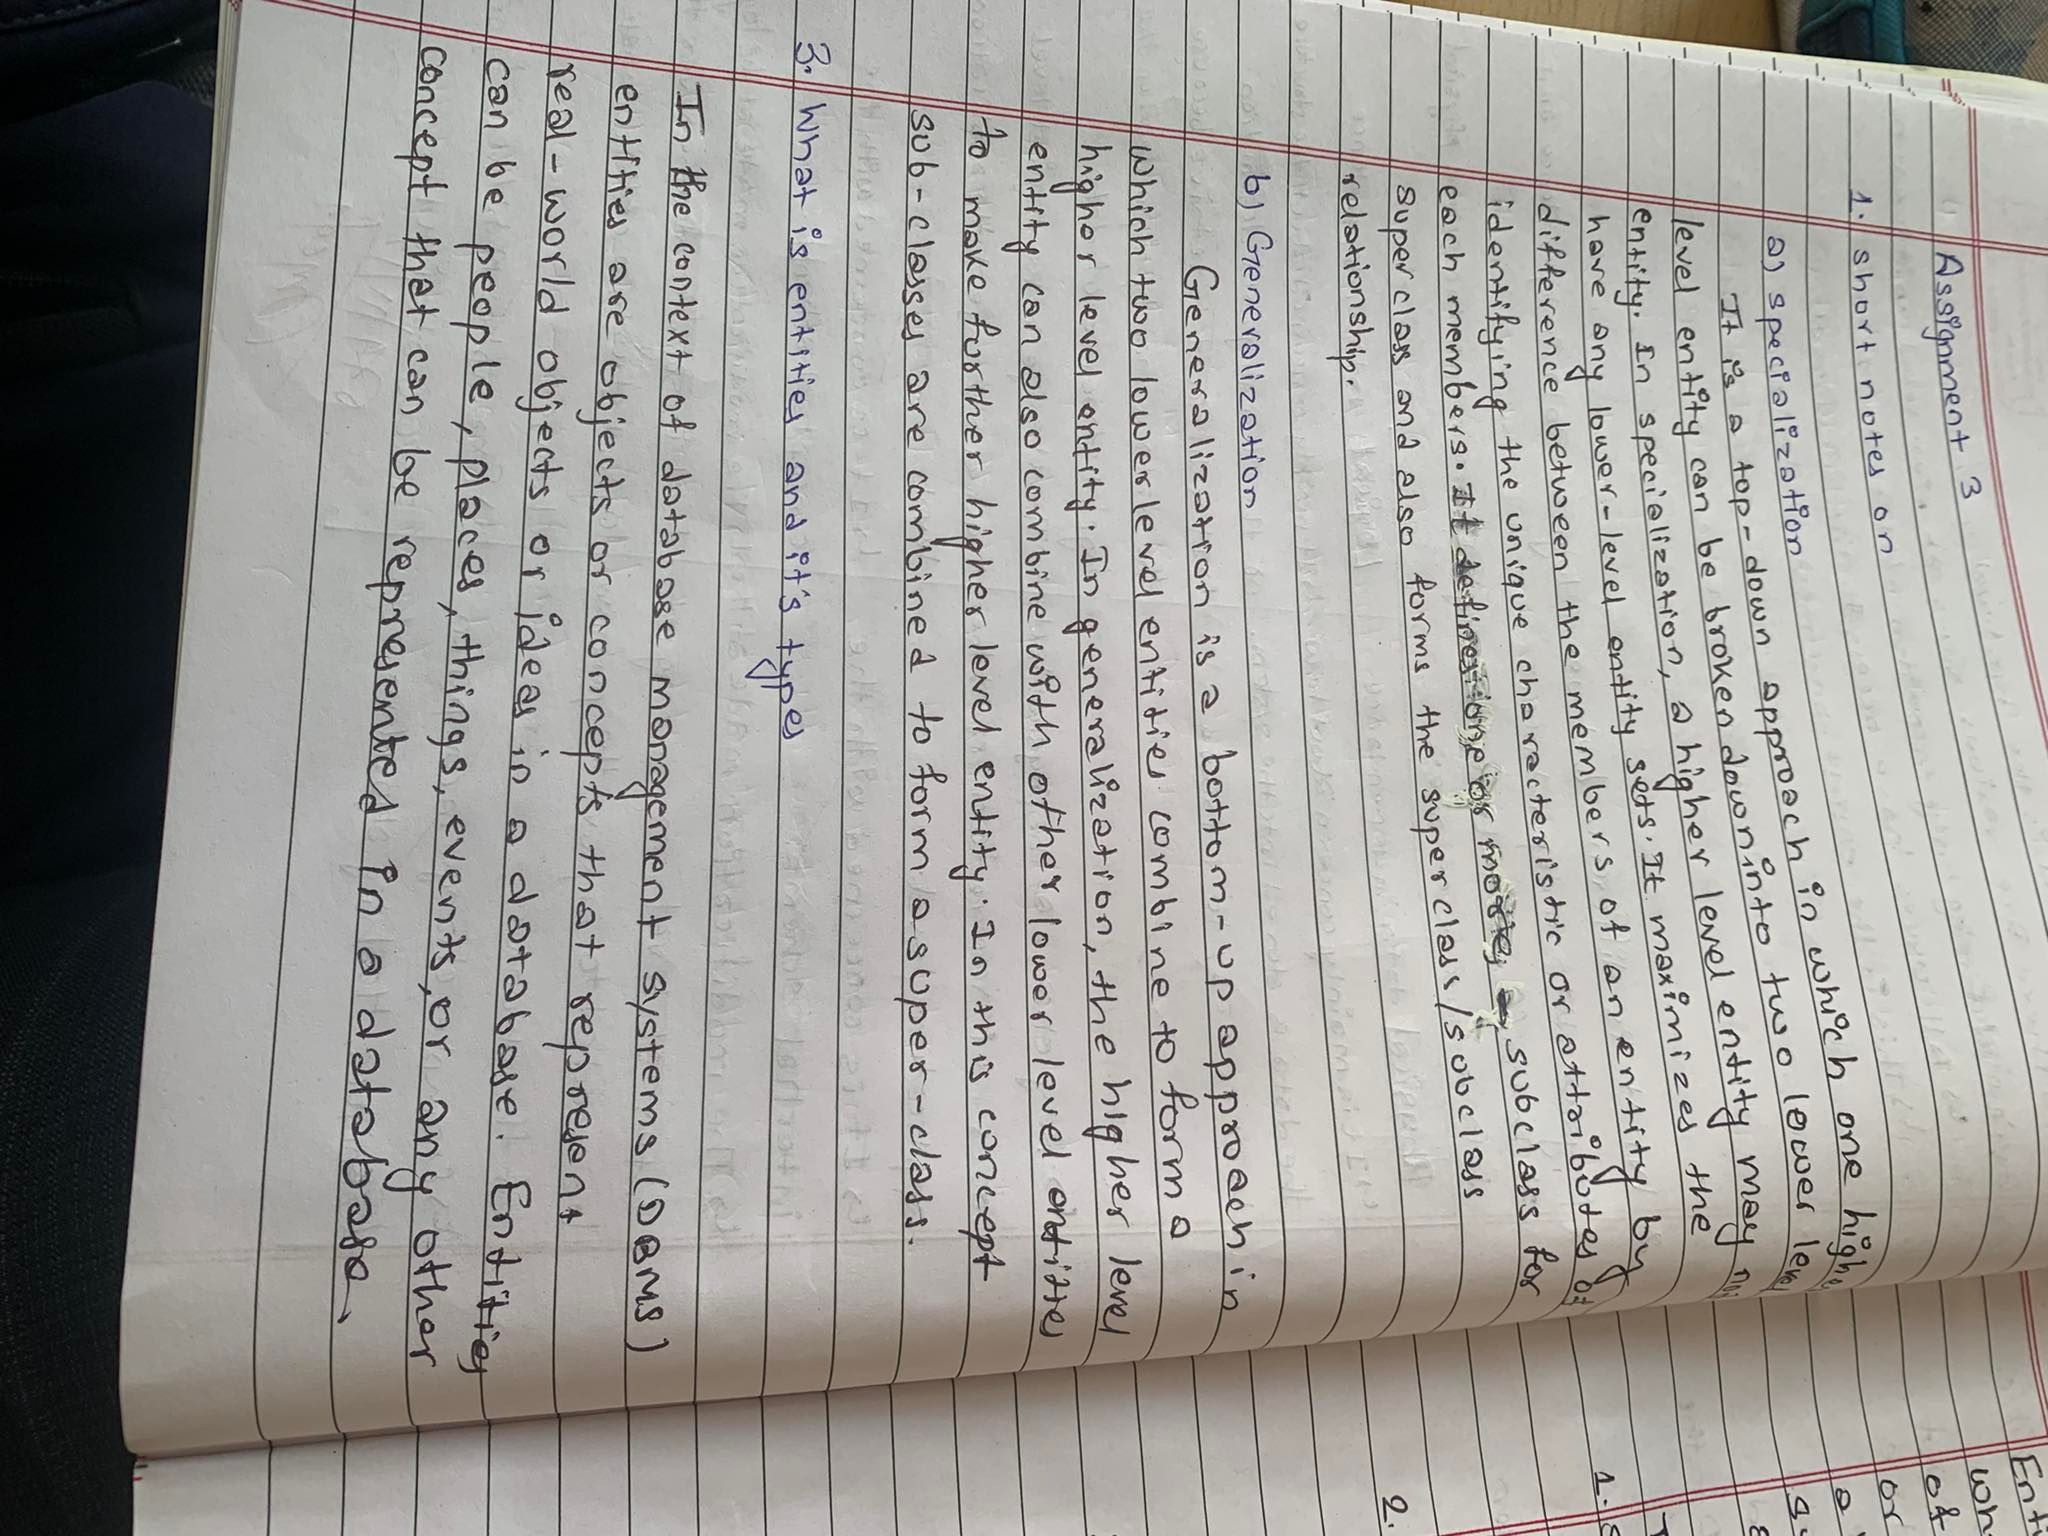 Assignment 3
1. short notes on
a) specialization
It is a top-down approach in which one highe
level entity can be broken down into two lower level
entity. In specialization, a higher level entity may not
have any lower-level entity sets. It maximizes the
difference between the members of an entity by
identifying the unique characteristic or attributes of
each members. It defines one or more subclass for
super class and also forms the superclass/subclass
relationship.
b) Generalization
Generalization is a bottom-up approach in
which two lower level entities combine to form a
higher level entity. In generalization, the higher level
entity can also combine with other lower level entities
to make further higher level entity. In this concept
sub-classes are combined to form a super-class.
3. What is entities and it's types
In the context of database management systems (DBMS)
entities are objects or concepts that represent
real-world objects or ideas in a database. Entities
can be people, places, things, events, or any other
concept that can be represented in a database.
Enti
wh
of
or
a
1.
2.